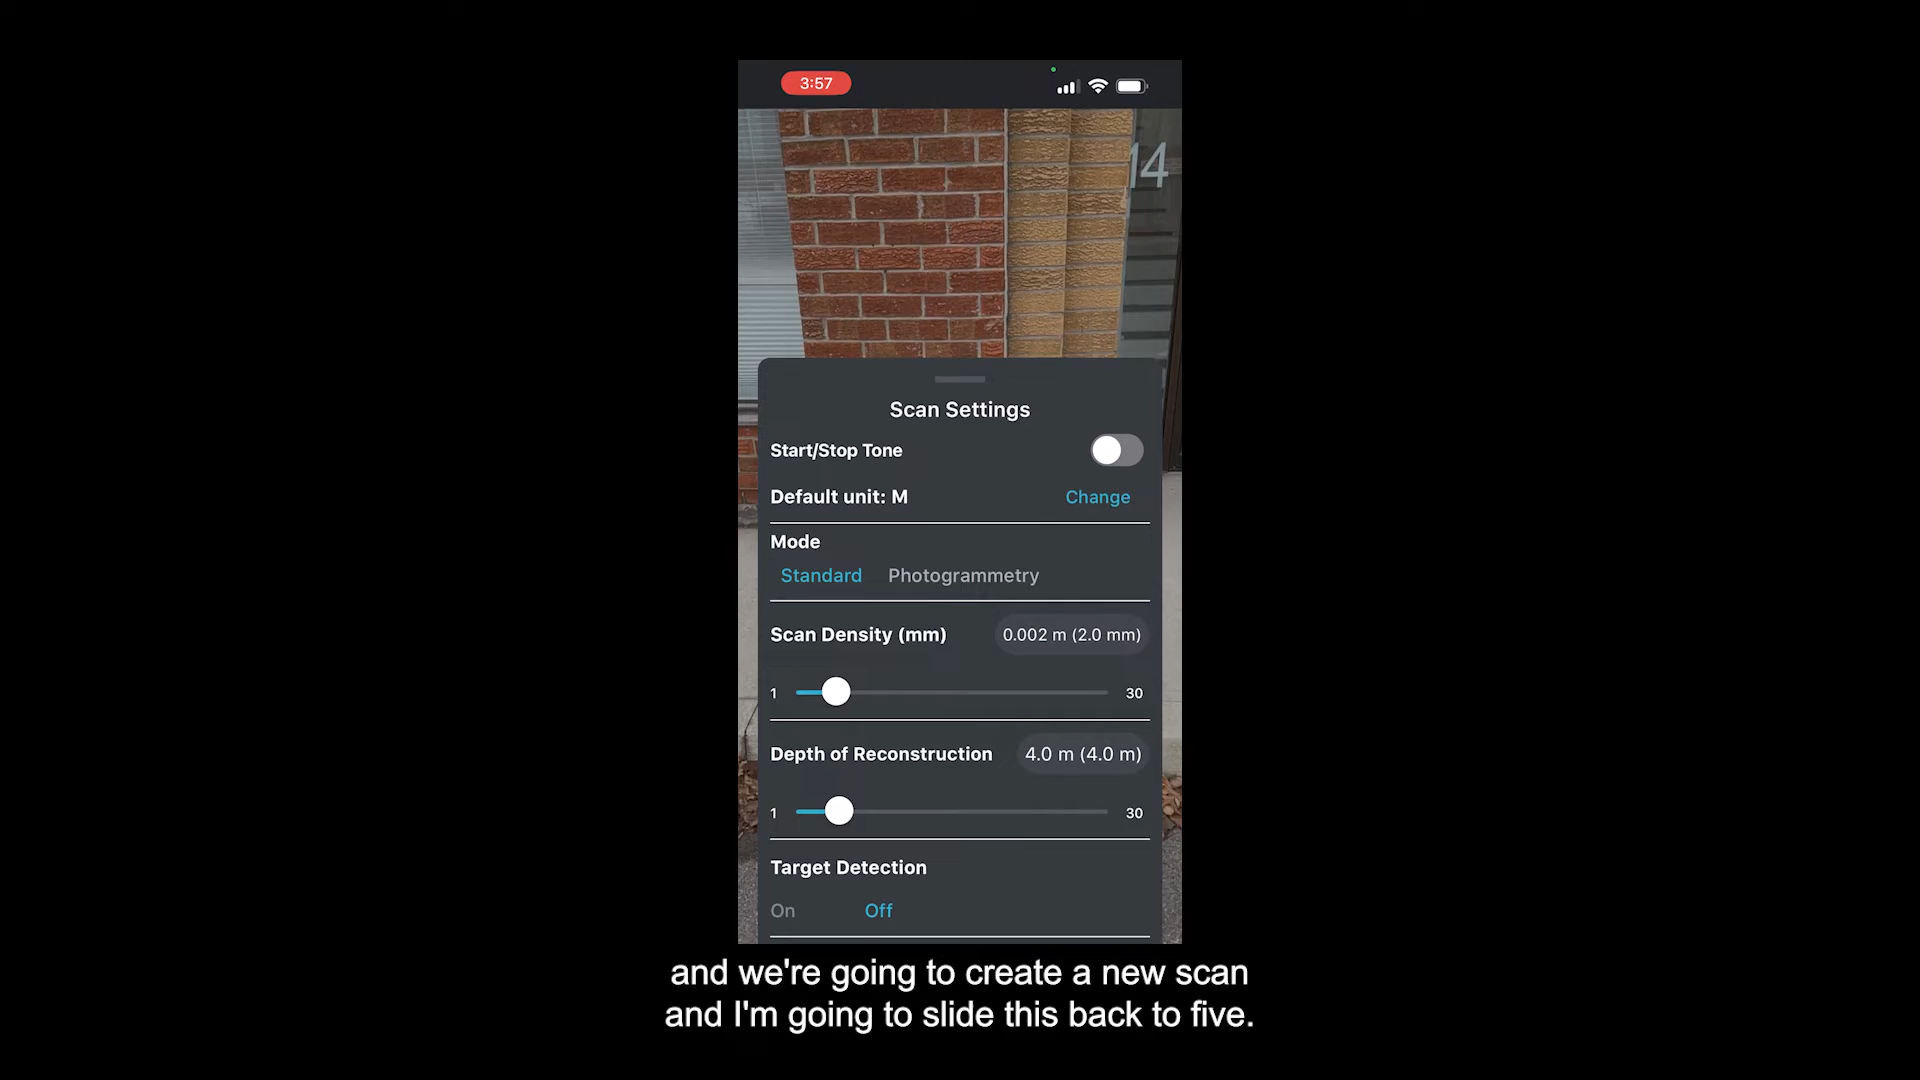 3:57
14
Scan Settings
Start/Stop Tone
Default unit: M Change
Mode
Standard Photogrammetry
Scan Density (mm) 0.002 m (2.0 mm)
1 30
Depth of Reconstruction 4.0 m (4.0 m)
1 30
Target Detection
On Off
and we're going to create a new scan
and I'm going to slide this back to five.